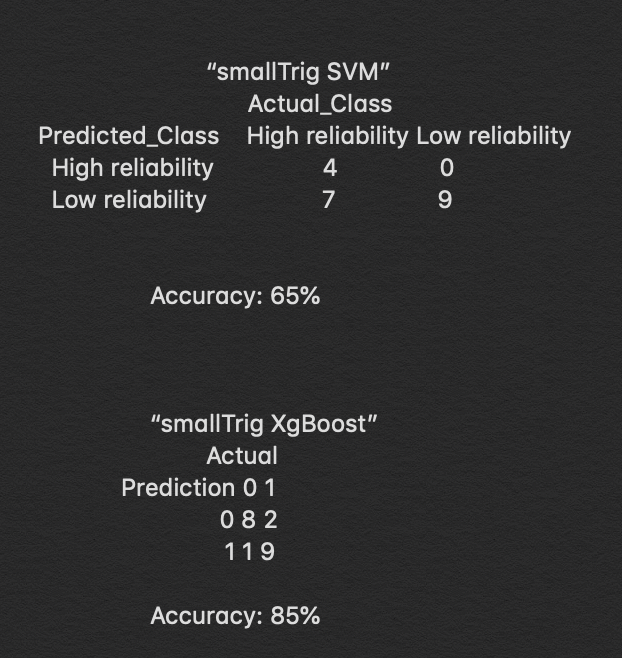 “smallTrig SVM”
Actual_Class
Predicted_Class High reliability Low reliability
High reliability 4 0
Low reliability 7 9
Accuracy: 65%
“smallTrig XgBoost”
Actual
Prediction 0 1
0 8 2
1 1 9
Accuracy: 85%